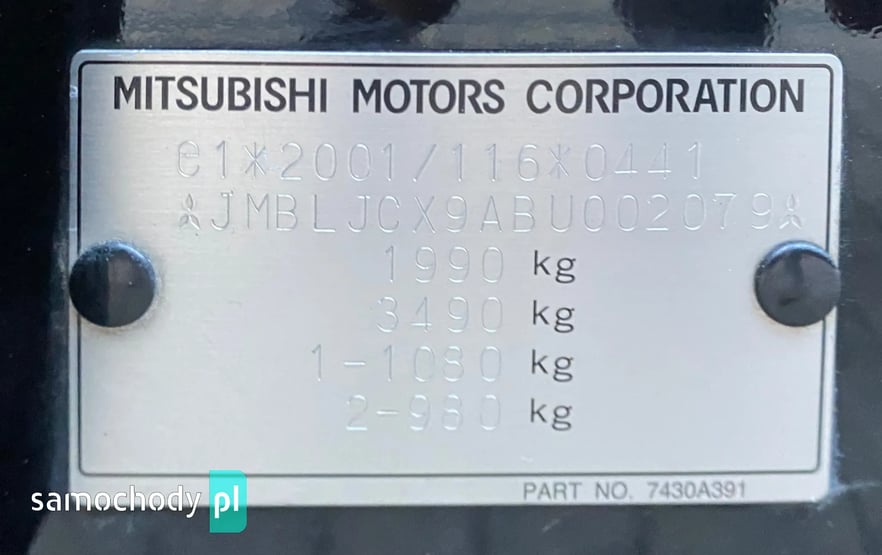 MITSUBISHI MOTORS CORPORATION
e1*2001/116*0441
JMBLJCX9ABU002079
1990 kg
3490 kg
1-1080 kg
2-980 kg
PART NO. 7430A391
samochody pl